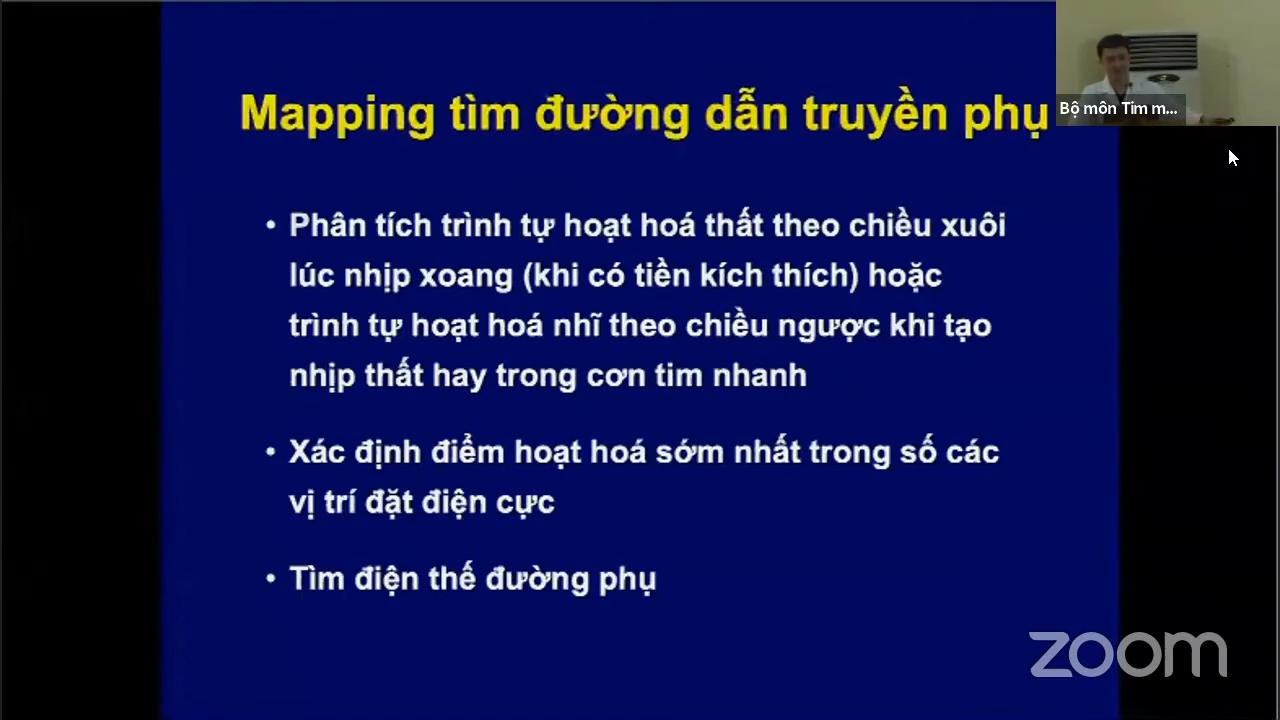 Mapping tìm đường dẫn truyền phụ
Bộ môn Tim m...
• Phân tích trình tự hoạt hoá thất theo chiều xuôi
lúc nhịp xoang (khi có tiền kích thích) hoặc
trình tự hoạt hoá nhĩ theo chiều ngược khi tạo
nhịp thất hay trong cơn tim nhanh
• Xác định điểm hoạt hoá sớm nhất trong số các
vị trí đặt điện cực
• Tìm điện thế đường phụ
zoom